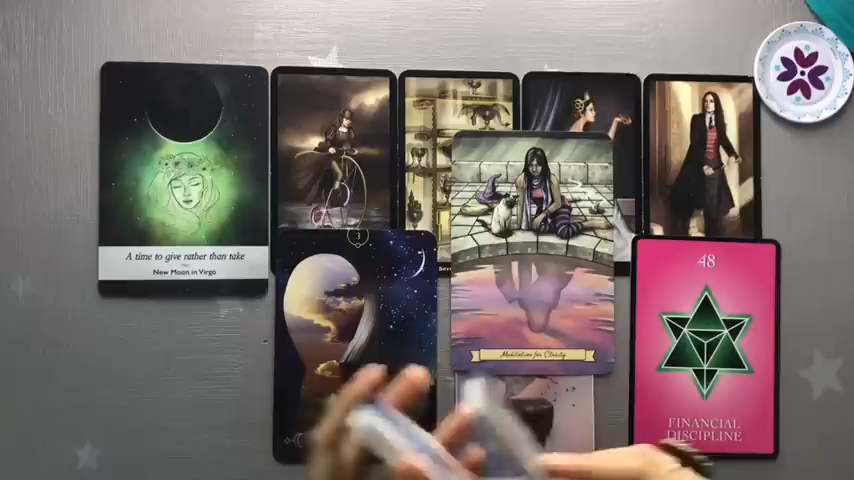 A time to give rather than take
New Moon in Virgo
3
Meditation for Clarity
48
FINANCIAL
DISCIPLINE